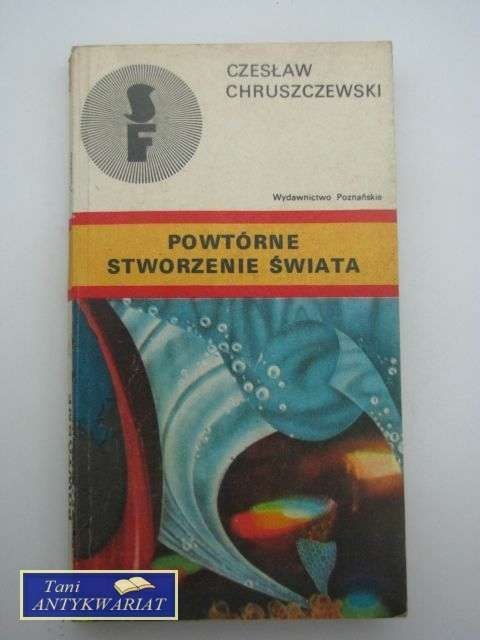 SF
CZESŁAW
CHRUSZCZEWSKI
Wydawnictwo Poznańskie
POWTÓRNE
STWORZENIE ŚWIATA
Tani
ANTYKWARIAT